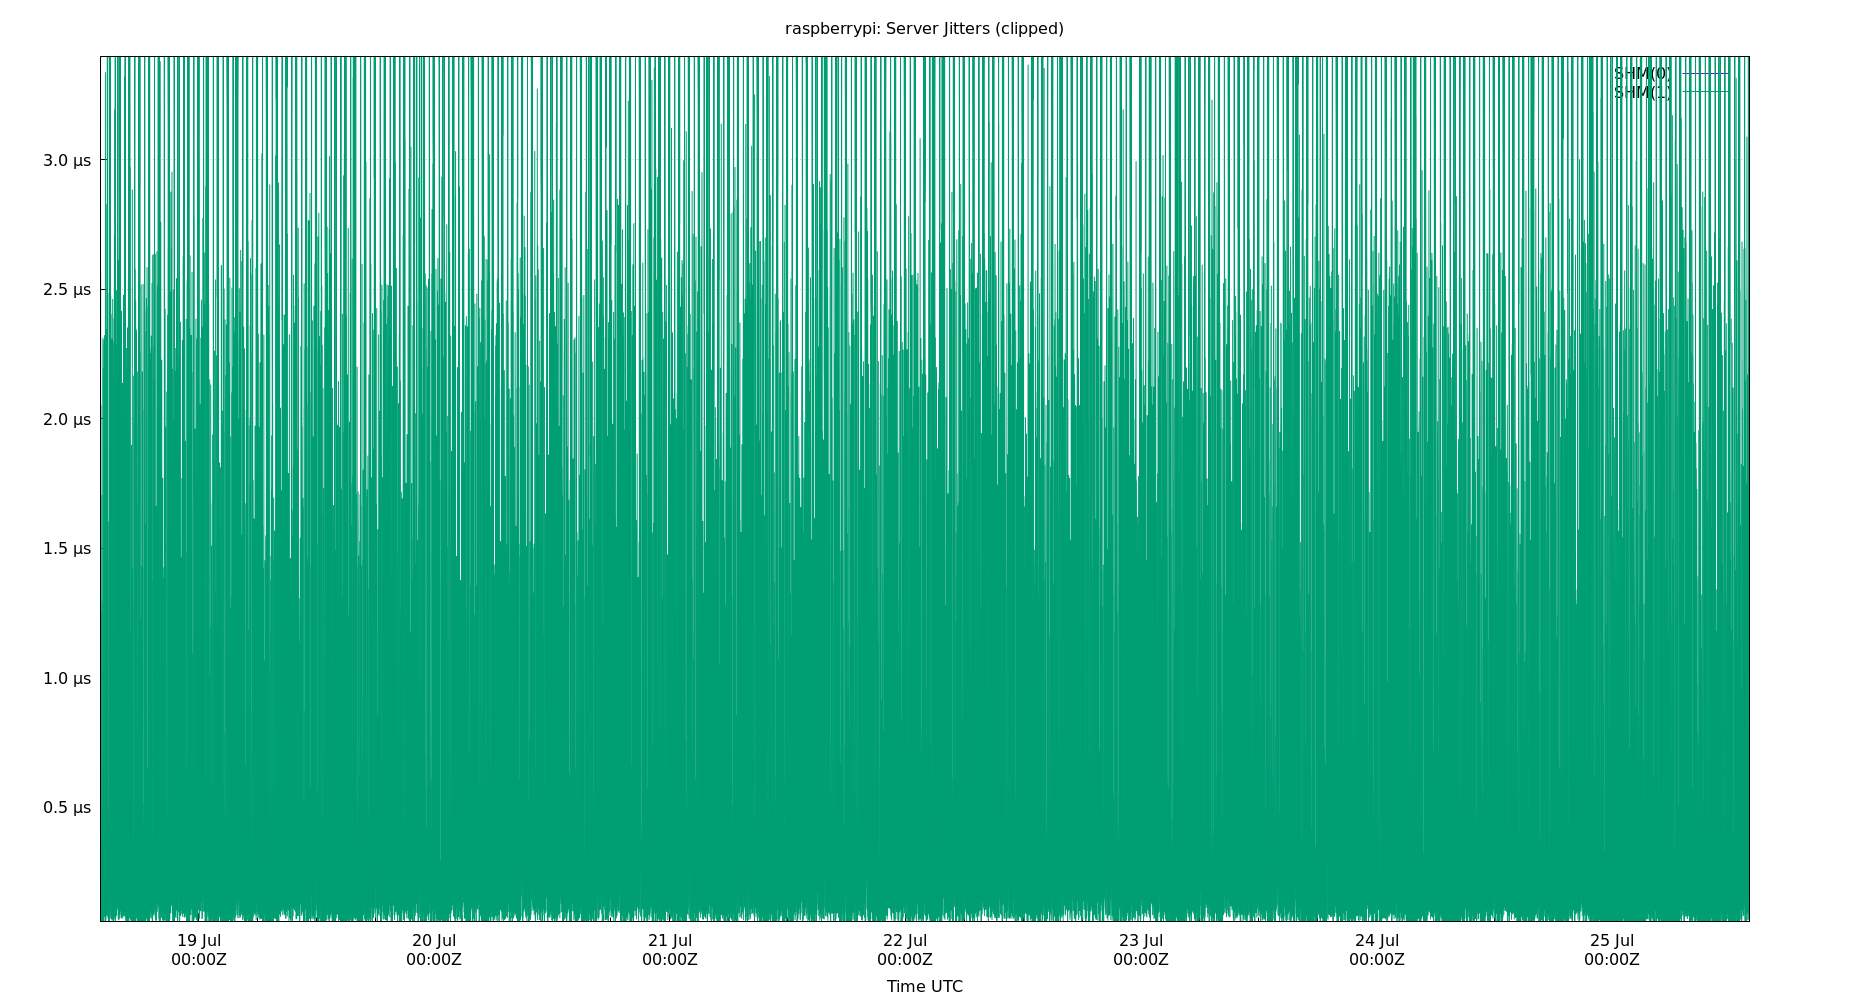 raspberrypi: Server Jitters (clipped)
SHM(0)
SHM(1)
3.0 µs
2.5 µs
2.0 µs
1.5 µs
1.0 µs
0.5 µs
19 Jul 20 Jul 21 Jul 22 Jul 23 Jul 24 Jul 25 Jul
00:00Z 00:00Z 00:00Z 00:00Z 00:00Z 00:00Z 00:00Z
Time UTC